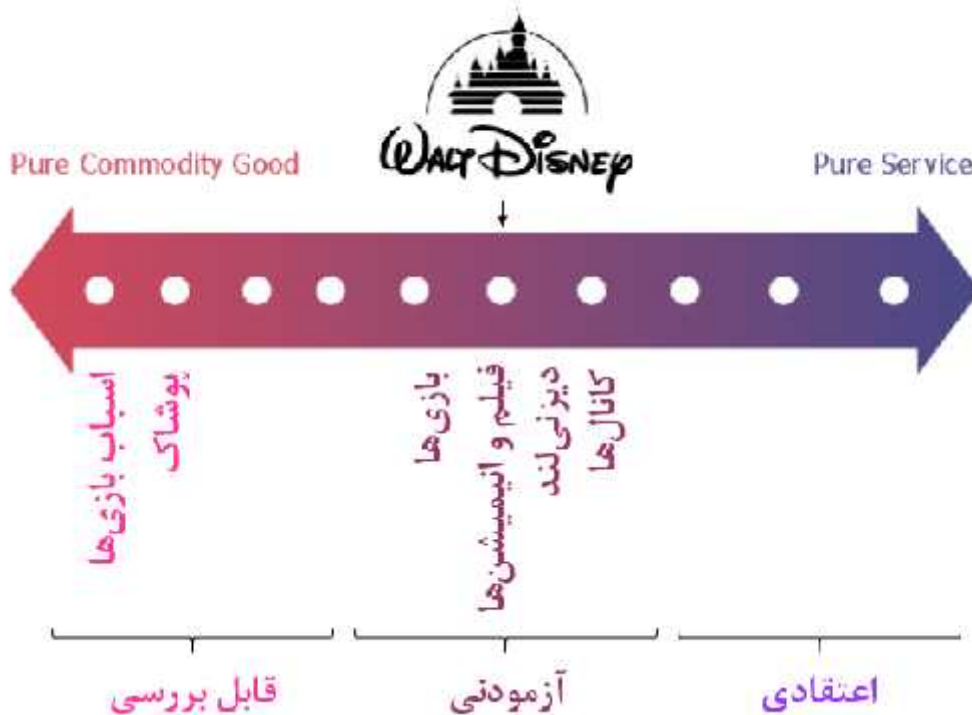 WALT DISNEY
Pure Commodity Good
Pure Service
اسباب بازی‌ها
پوشاک
بازی‌ها
فیلم و انیمیشن‌ها
دیزنی‌لند
کانال‌ها
قابل بررسی
آزمودنی
اعتقادی